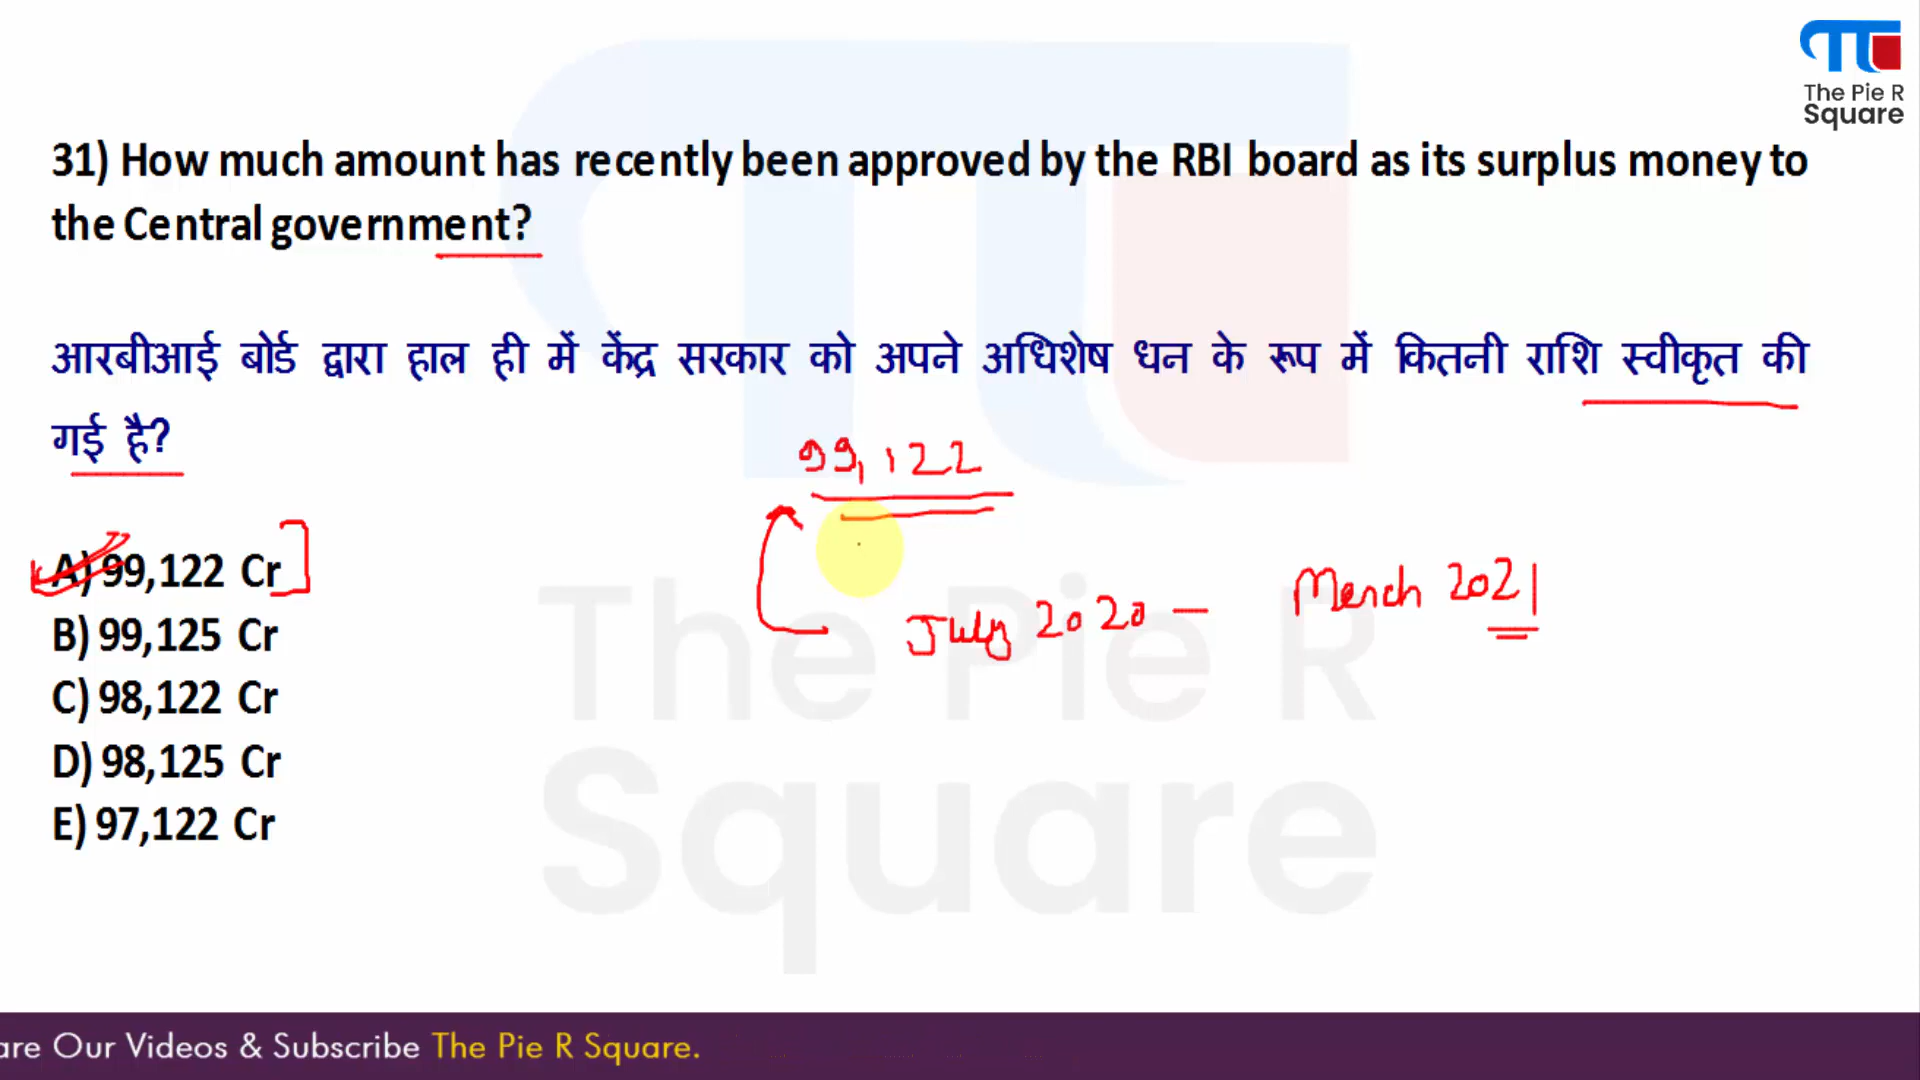 The Pie R
Square
31) How much amount has recently been approved by the RBI board as its surplus money to
the Central government?
आरबीआई बोर्ड द्वारा हाल ही में केंद्र सरकार को अपने अधिशेष धन के रूप में कितनी राशि स्वीकृत की
गई है?
99,122
A) 99,122 Cr
July 2020 - March 2021
B) 99,125 Cr
C) 98,122 Cr
D) 98,125 Cr
E) 97,122 Cr
The Pie R
Square
are Our Videos & Subscribe The Pie R Square.